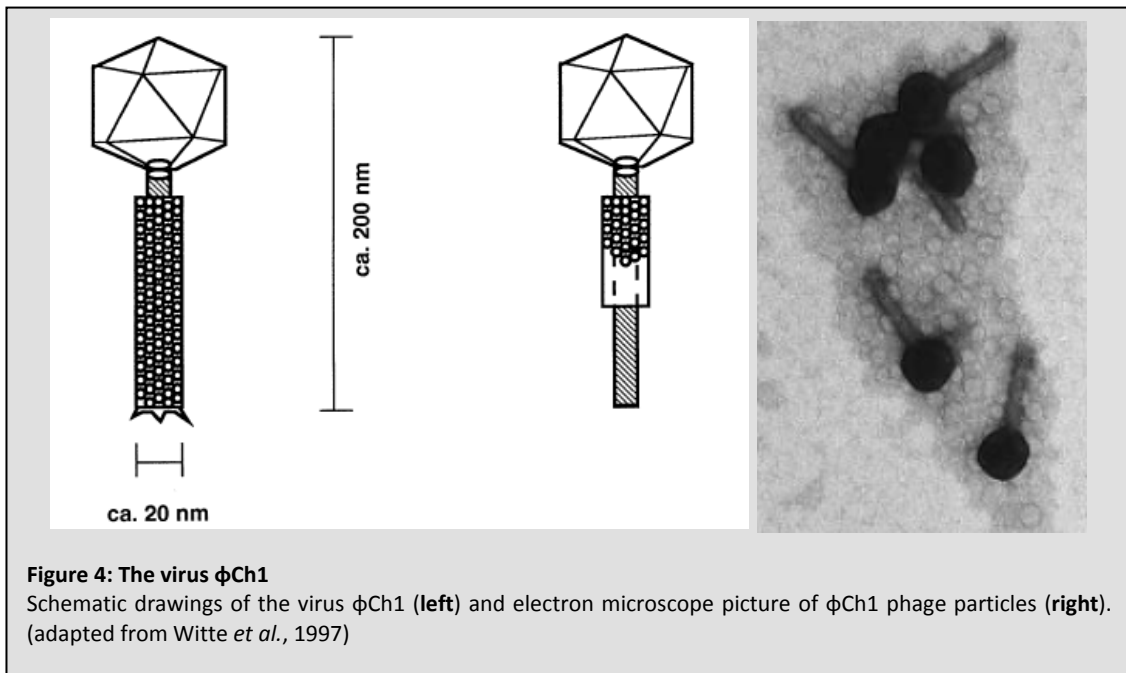 ca. 200 nm
ca. 20 nm
Figure 4: The virus ϕCh1
Schematic drawings of the virus ϕCh1 (left) and electron microscope picture of ϕCh1 phage particles (right).
(adapted from Witte et al., 1997)